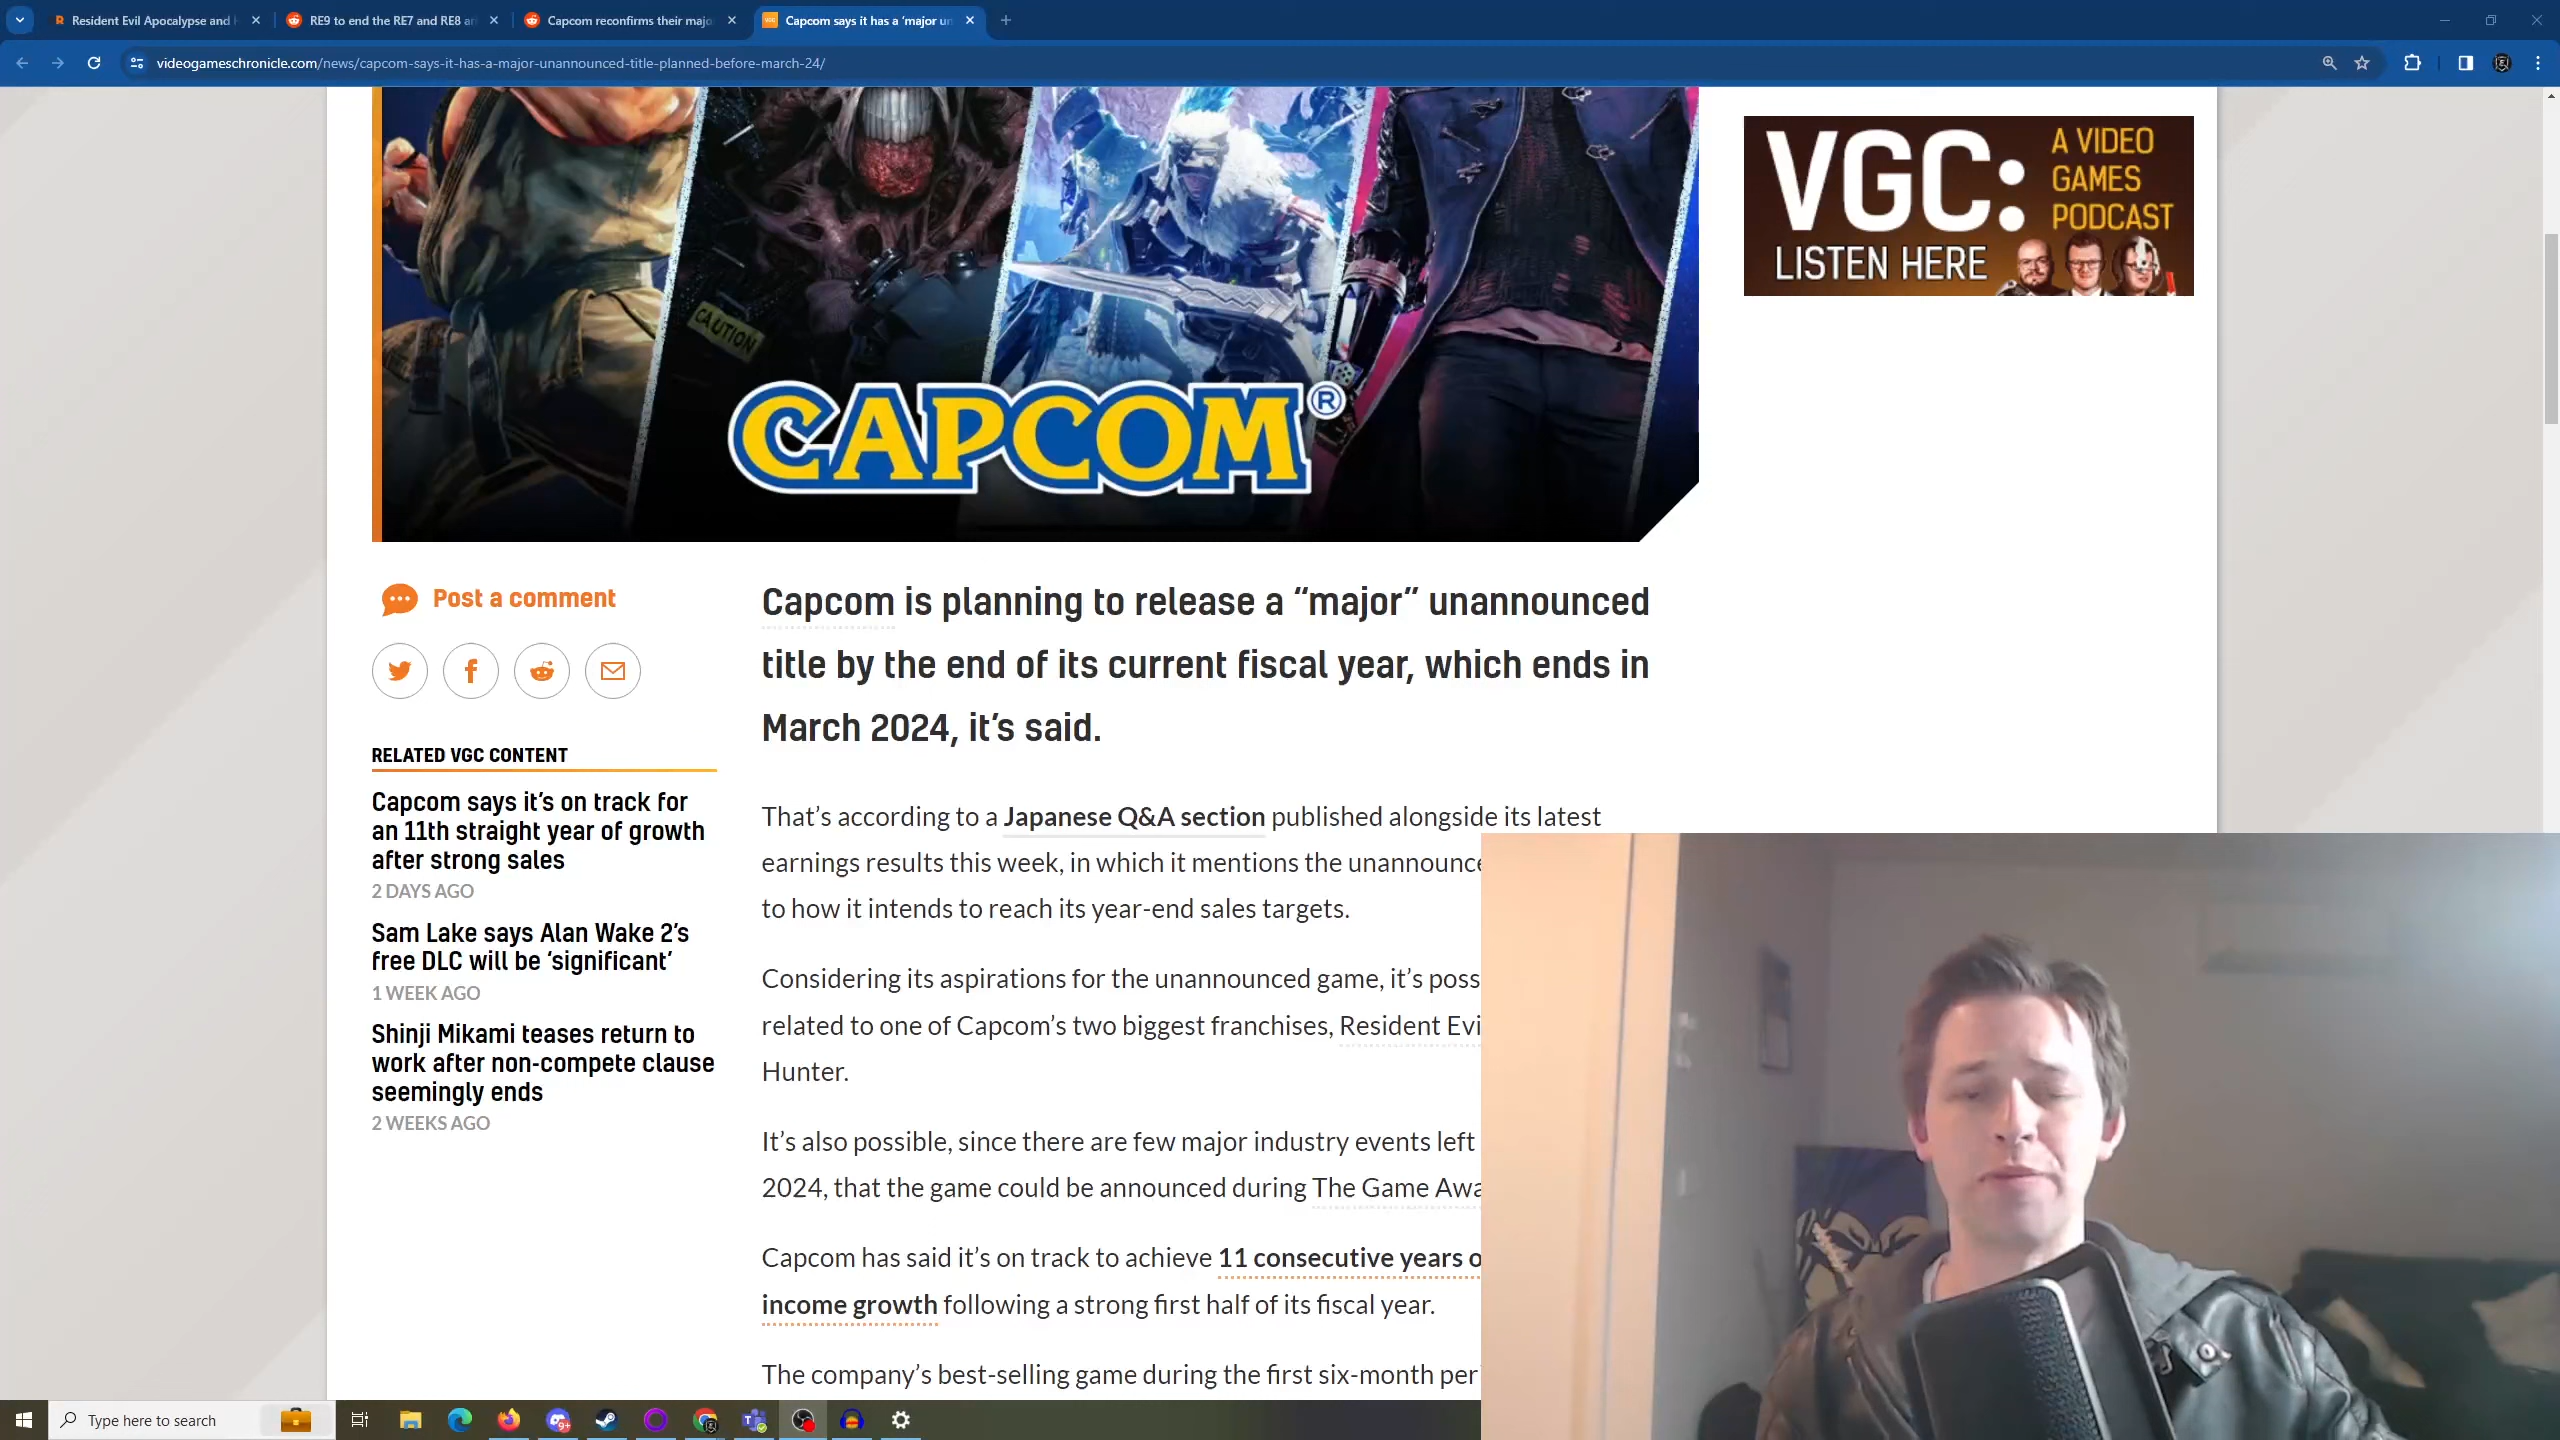 Resident Evil Apocalypse and
RE9 to end the RE7 and RE8 ar
Capcom reconfirms their majo
VGC
Capcom says it has a 'major un
videogameschronicle.com/news/capcom-says-it-has-a-major-unannounced-title-planned-before-march-24/
CAUTION
CAPCOM®
VGC:
A VIDEO
GAMES
PODCAST
LISTEN HERE
Post a comment
RELATED VGC CONTENT
Capcom says it's on track for
an 11th straight year of growth
after strong sales
2 DAYS AGO
Sam Lake says Alan Wake 2's
free DLC will be 'significant'
1 WEEK AGO
Shinji Mikami teases return to
work after non-compete clause
seemingly ends
2 WEEKS AGO
Capcom is planning to release a “major” unannounced
title by the end of its current fiscal year, which ends in
March 2024, it's said.
That's according to a Japanese Q&A section published alongside its latest
earnings results this week, in which it mentions the unannounce
to how it intends to reach its year-end sales targets.
Considering its aspirations for the unannounced game, it's poss
related to one of Capcom's two biggest franchises, Resident Evi
Hunter.
It's also possible, since there are few major industry events left
2024, that the game could be announced during The Game Awa
Capcom has said it's on track to achieve 11 consecutive years o
income growth following a strong first half of its fiscal year.
The company's best-selling game during the first six-month per
Type here to search
9+